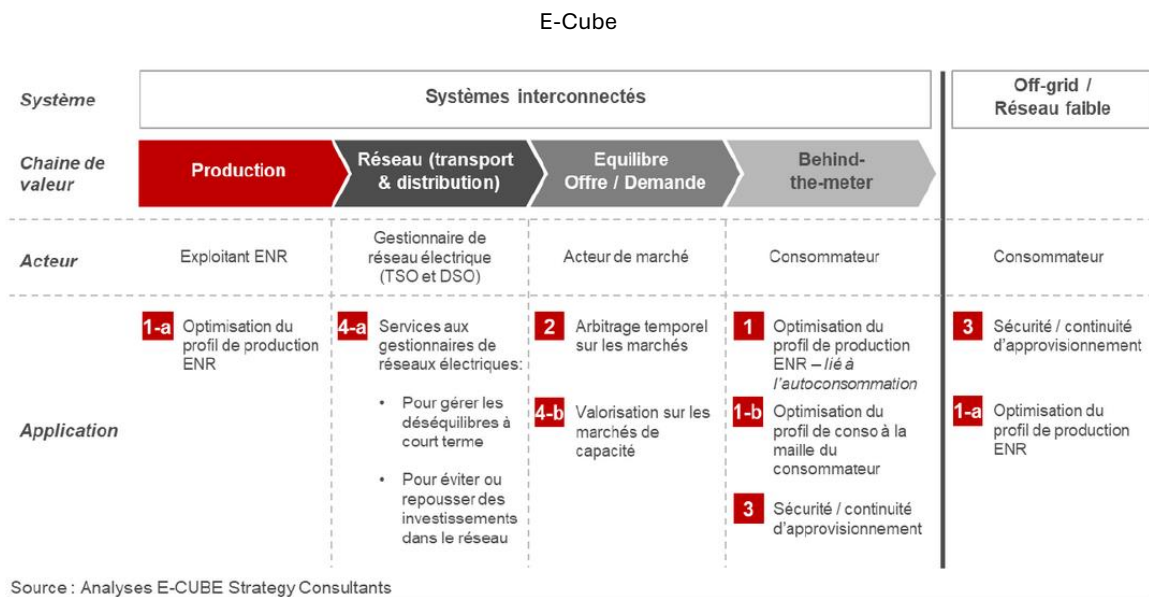 E-Cube
Système
Systèmes interconnectés
Off-grid /
Réseau faible
Chaine de
valeur
Production
Réseau (transport
& distribution)
Equilibre
Offre / Demande
Behind-
the-meter
Acteur
Exploitant ENR
Gestionnaire de
réseau électrique
(TSO et DSO)
Acteur de marché
Consommateur
Consommateur
Application
1-a Optimisation du
profil de production
ENR
4-a Services aux
gestionnaires de
réseaux électriques:
• Pour gérer les
déséquilibres à
court terme
• Pour éviter ou
repousser des
investissements
dans le réseau
2 Arbitrage temporel
sur les marchés
4-b Valorisation sur les
marchés de
capacité
1 Optimisation du
profil de production
ENR – lié à
l'autoconsommation
1-b Optimisation du
profil de conso à la
maille du
consommateur
3 Sécurité / continuité
d'approvisionnement
3 Sécurité / continuité
d'approvisionnement
1-a Optimisation du
profil de production
ENR
Source : Analyses E-CUBE Strategy Consultants